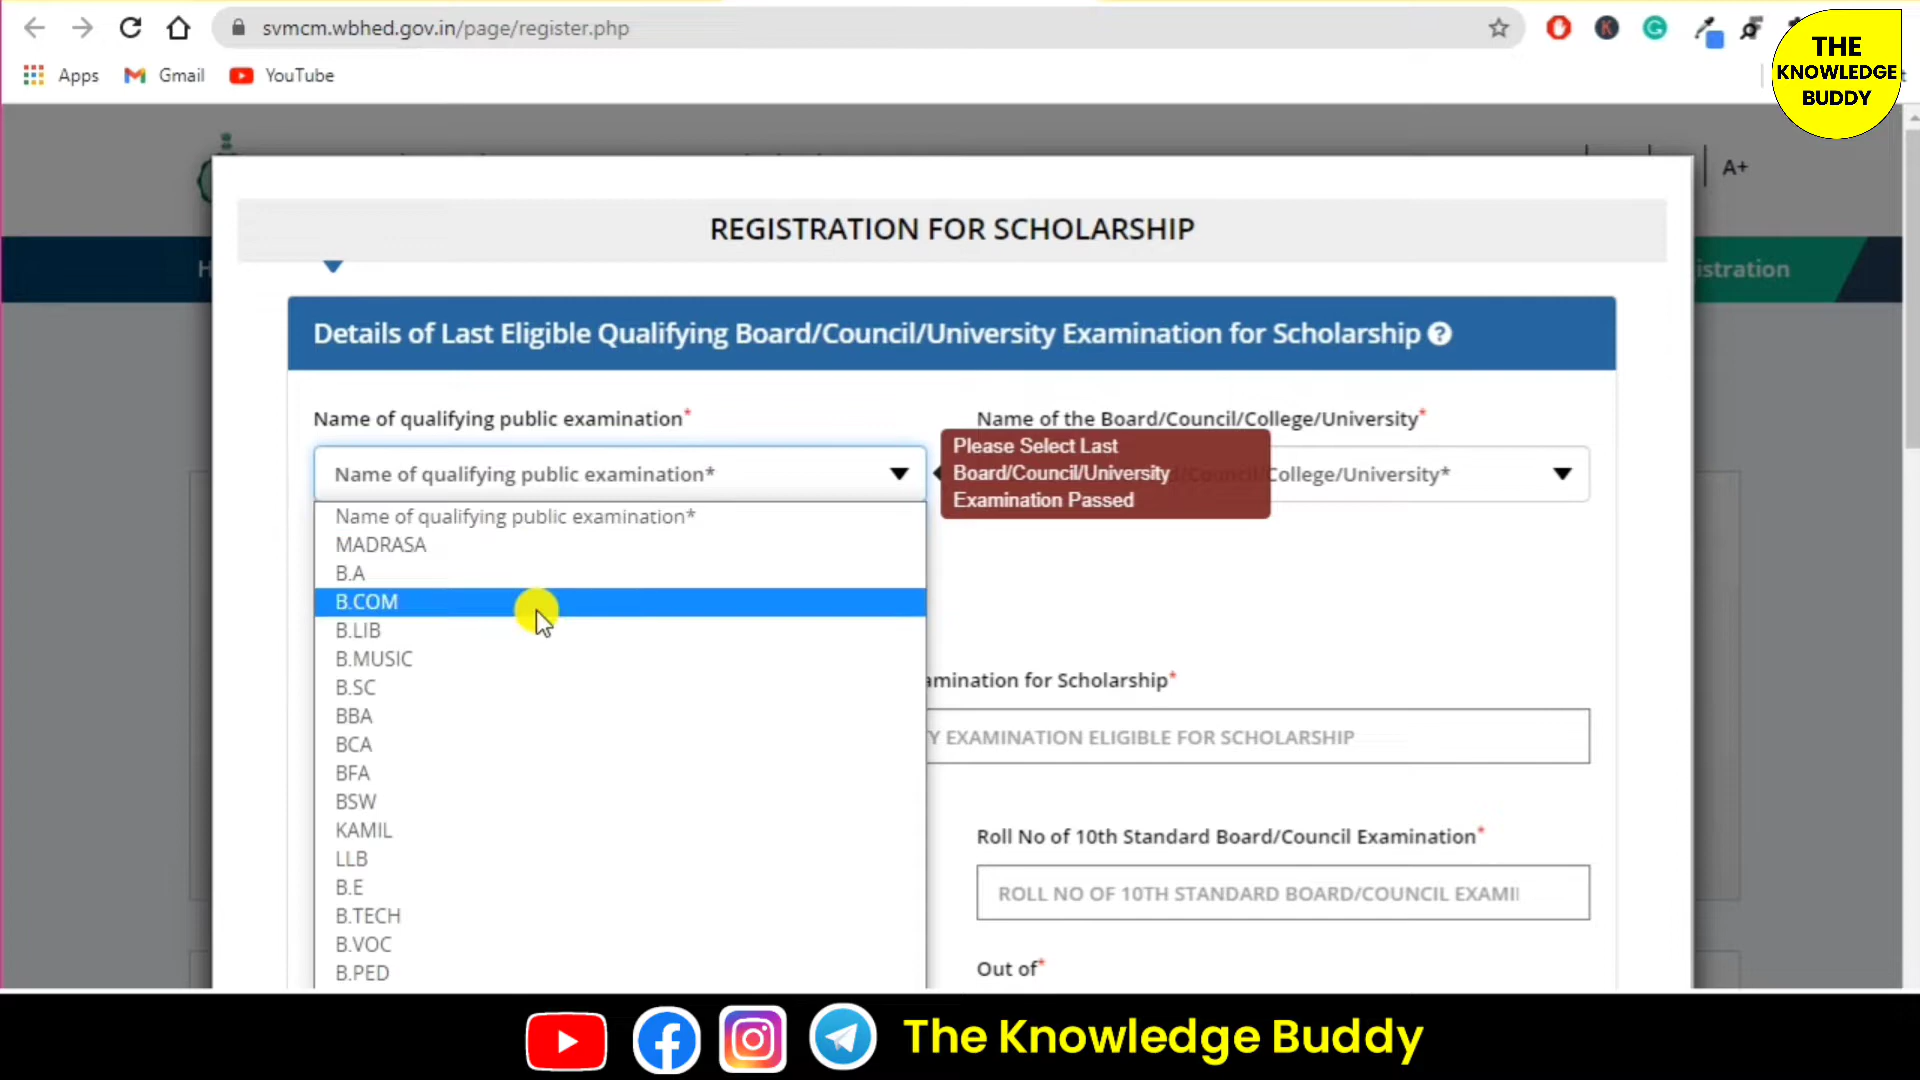 svmcm.wbhed.gov.in/page/register.php
Apps
Gmail
YouTube
THE
KNOWLEDGE
BUDDY
A+
REGISTRATION FOR SCHOLARSHIP
H
istration
Details of Last Eligible Qualifying Board/Council/University Examination for Scholarship ?
Name of qualifying public examination*
Name of the Board/Council/College/University*
Name of qualifying public examination*
Please Select Last
Board/Council/University
Examination Passed
/Council/College/University*
Name of qualifying public examination*
MADRASA
B.A
B.COM
B.LIB
B.MUSIC
B.SC
BBA
BCA
BFA
BSW
KAMIL
LLB
B.E
B.TECH
B.VOC
B.PED
amination for Scholarship*
Y EXAMINATION ELIGIBLE FOR SCHOLARSHIP
Roll No of 10th Standard Board/Council Examination*
ROLL NO OF 10TH STANDARD BOARD/COUNCIL EXAMI
Out of*
The Knowledge Buddy